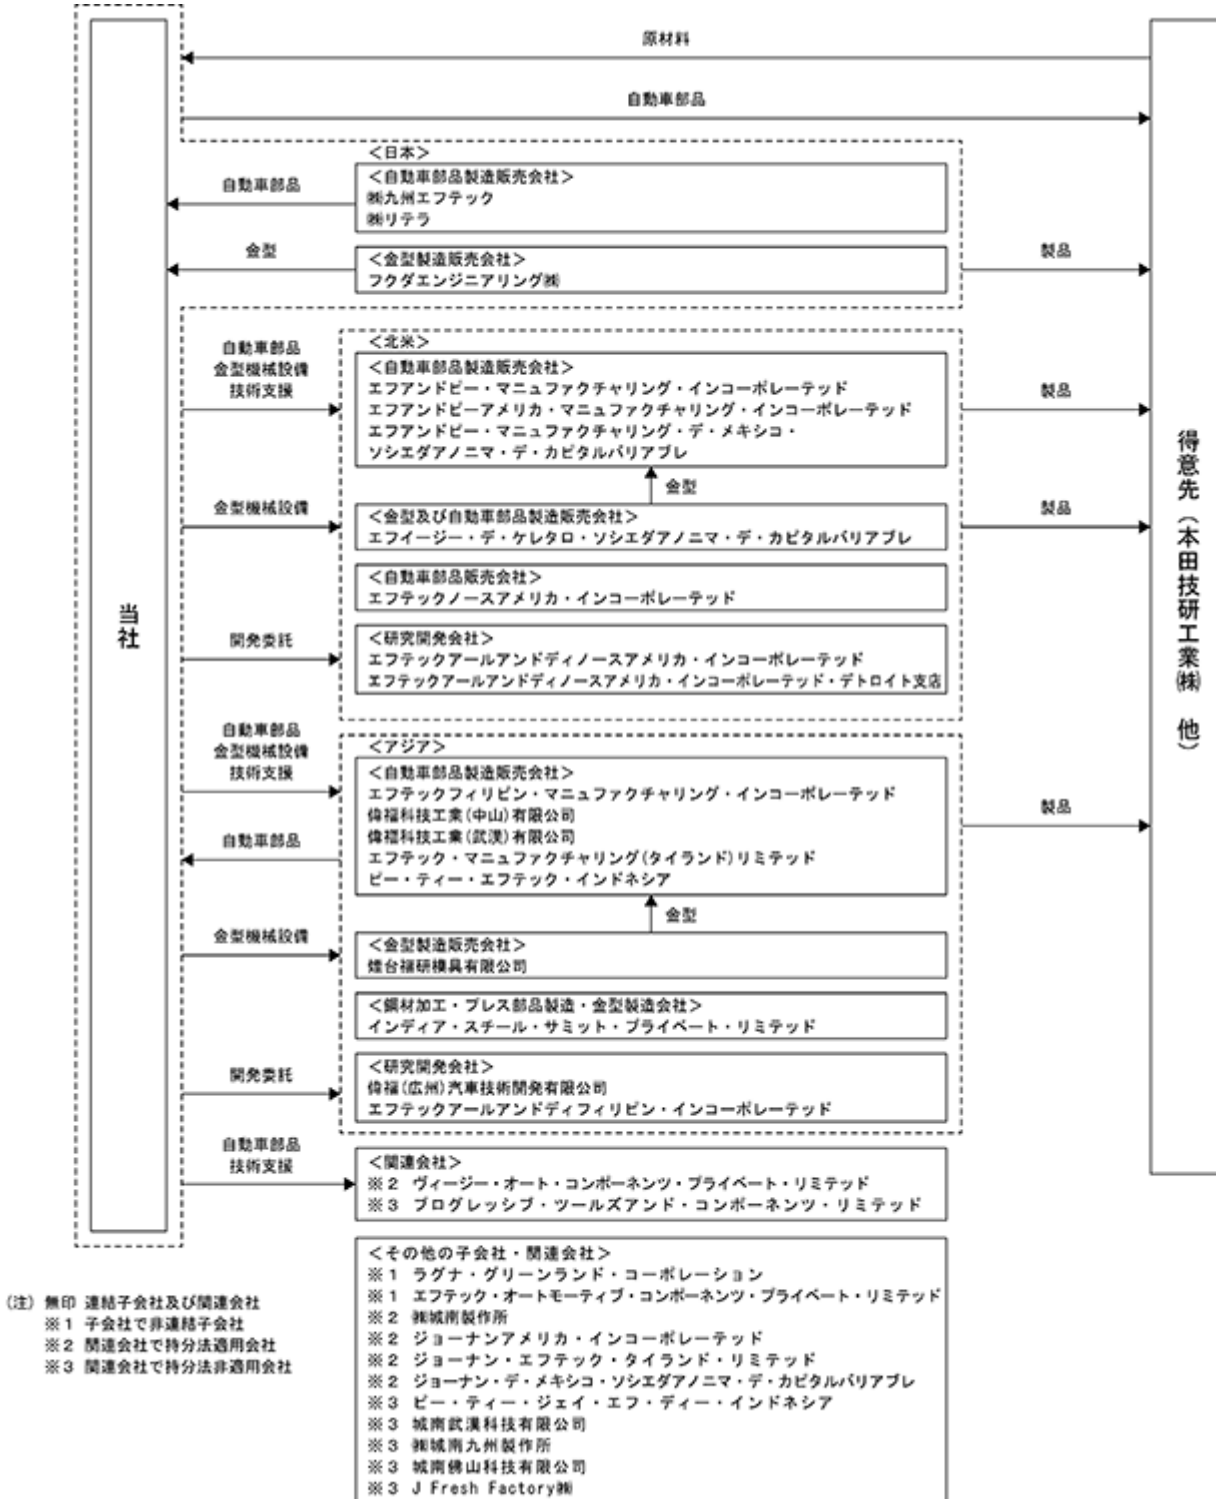 原材料
自動車部品
＜日本＞
自動車部品
＜自動車部品製造販売会社＞
㈱九州エフテック
㈱リテラ
金型
＜金型製造販売会社＞
フクダエンジニアリング㈱
製品
自動車部品
金型機械設備
技術支援
＜北米＞
＜自動車部品製造販売会社＞
エフアンドピー・マニュファクチャリング・インコーポレーテッド
エフアンドピーアメリカ・マニュファクチャリング・インコーポレーテッド
エフアンドピー・マニュファクチャリング・デ・メキシコ・
ソシエダアノニマ・デ・カピタルバリアブレ
製品
金型
金型機械設備
＜金型及び自動車部品製造販売会社＞
エフイージー・デ・ケレタロ・ソシエダアノニマ・デ・カピタルバリアブレ
製品
＜自動車部品販売会社＞
エフテックノースアメリカ・インコーポレーテッド
開発委託
＜研究開発会社＞
エフテックアールアンドディノースアメリカ・インコーポレーテッド
エフテックアールアンドディノースアメリカ・インコーポレーテッド・デトロイト支店
当社
得意先（本田技研工業㈱　他）
自動車部品
金型機械設備
技術支援
＜アジア＞
＜自動車部品製造販売会社＞
エフテックフィリピン・マニュファクチャリング・インコーポレーテッド
偉福科技工業(中山)有限公司
偉福科技工業(武漢)有限公司
エフテック・マニュファクチャリング(タイランド)リミテッド
ピー・ティー・エフテック・インドネシア
自動車部品
製品
金型
金型機械設備
＜金型製造販売会社＞
煙台福研模具有限公司
＜鋼材加工・プレス部品製造・金型製造会社＞
インディア・スチール・サミット・プライベート・リミテッド
開発委託
＜研究開発会社＞
偉福(広州)汽車技術開発有限公司
エフテックアールアンドディフィリピン・インコーポレーテッド
自動車部品
技術支援
＜関連会社＞
※2 ヴィージー・オート・コンポーネンツ・プライベート・リミテッド
※3 プログレッシブ・ツールズアンド・コンポーネンツ・リミテッド
＜その他の子会社・関連会社＞
※1 ラグナ・グリーンランド・コーポレーション
※1 エフテック・オートモーティブ・コンポーネンツ・プライベート・リミテッド
※2 ㈱城南製作所
※2 ジョーナンアメリカ・インコーポレーテッド
※2 ジョーナン・エフテック・タイランド・リミテッド
※2 ジョーナン・デ・メキシコ・ソシエダアノニマ・デ・カピタルバリアブレ
※3 ピー・ティー・ジェイ・エフ・ディー・インドネシア
※3 城南武漢科技有限公司
※3 ㈱城南九州製作所
※3 城南佛山科技有限公司
※3 J Fresh Factory㈱
（注）無印 連結子会社及び関連会社
※1 子会社で非連結子会社
※2 関連会社で持分法適用会社
※3 関連会社で持分法非適用会社